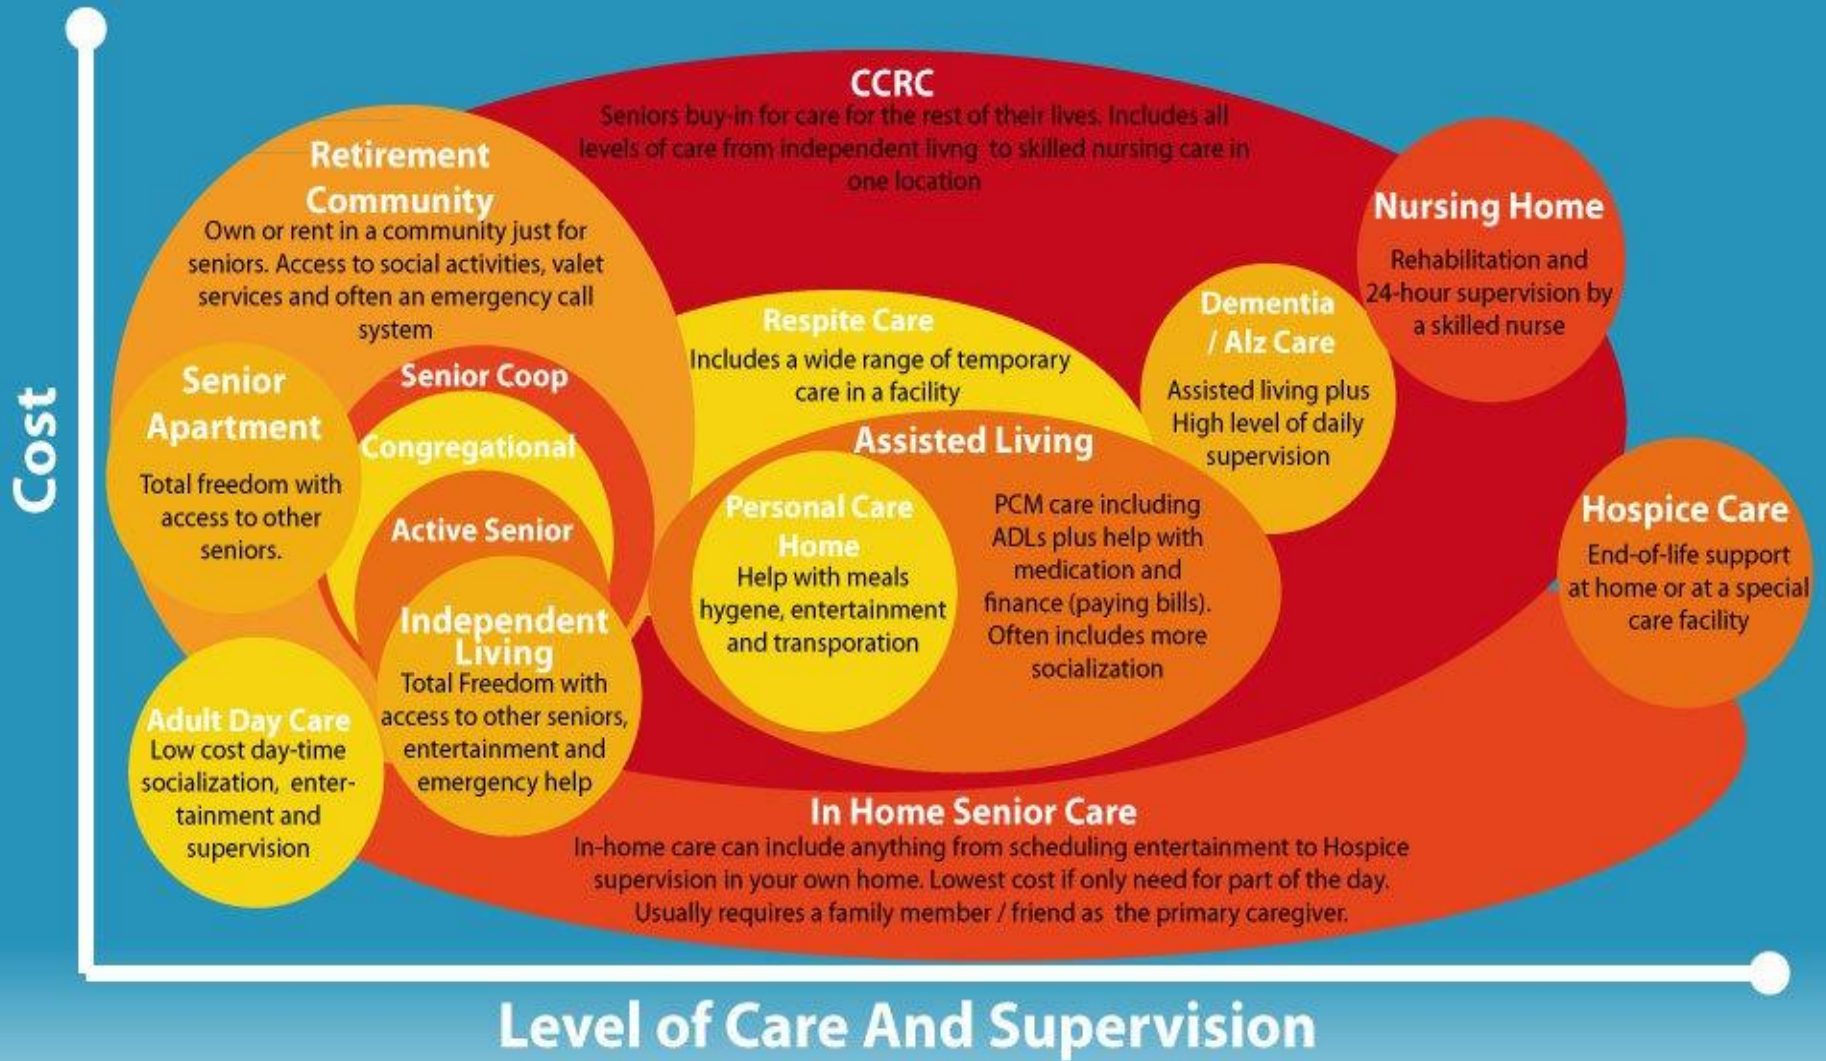 CCRC
Seniors buy-in for care for the rest of their lives. Includes all
levels of care from independent livng to skilled nursing care in
one location
Retirement
Community
Own or rent in a community just for
seniors. Access to social activities, valet
services and often an emergency call
system
Nursing Home
Rehabilitation and
24-hour supervision by
a skilled nurse
Dementia
/ Alz Care
Assisted living plus
High level of daily
supervision
Respite Care
Includes a wide range of temporary
care in a facility
Senior
Apartment
Total freedom with
access to other
seniors.
Senior Coop
Congregational
Active Senior
Independent
Living
Total Freedom with
access to other seniors,
entertainment and
emergency help
Assisted Living
PCM care including
ADLs plus help with
medication and
finance (paying bills).
Often includes more
socialization
Personal Care
Home
Help with meals
hygene, entertainment
and transporation
Hospice Care
End-of-life support
at home or at a special
care facility
Adult Day Care
Low cost day-time
socialization, enter-
tainment and
supervision
In Home Senior Care
In-home care can include anything from scheduling entertainment to Hospice
supervision in your own home. Lowest cost if only need for part of the day.
Usually requires a family member / friend as the primary caregiver.
Cost
Level of Care And Supervision